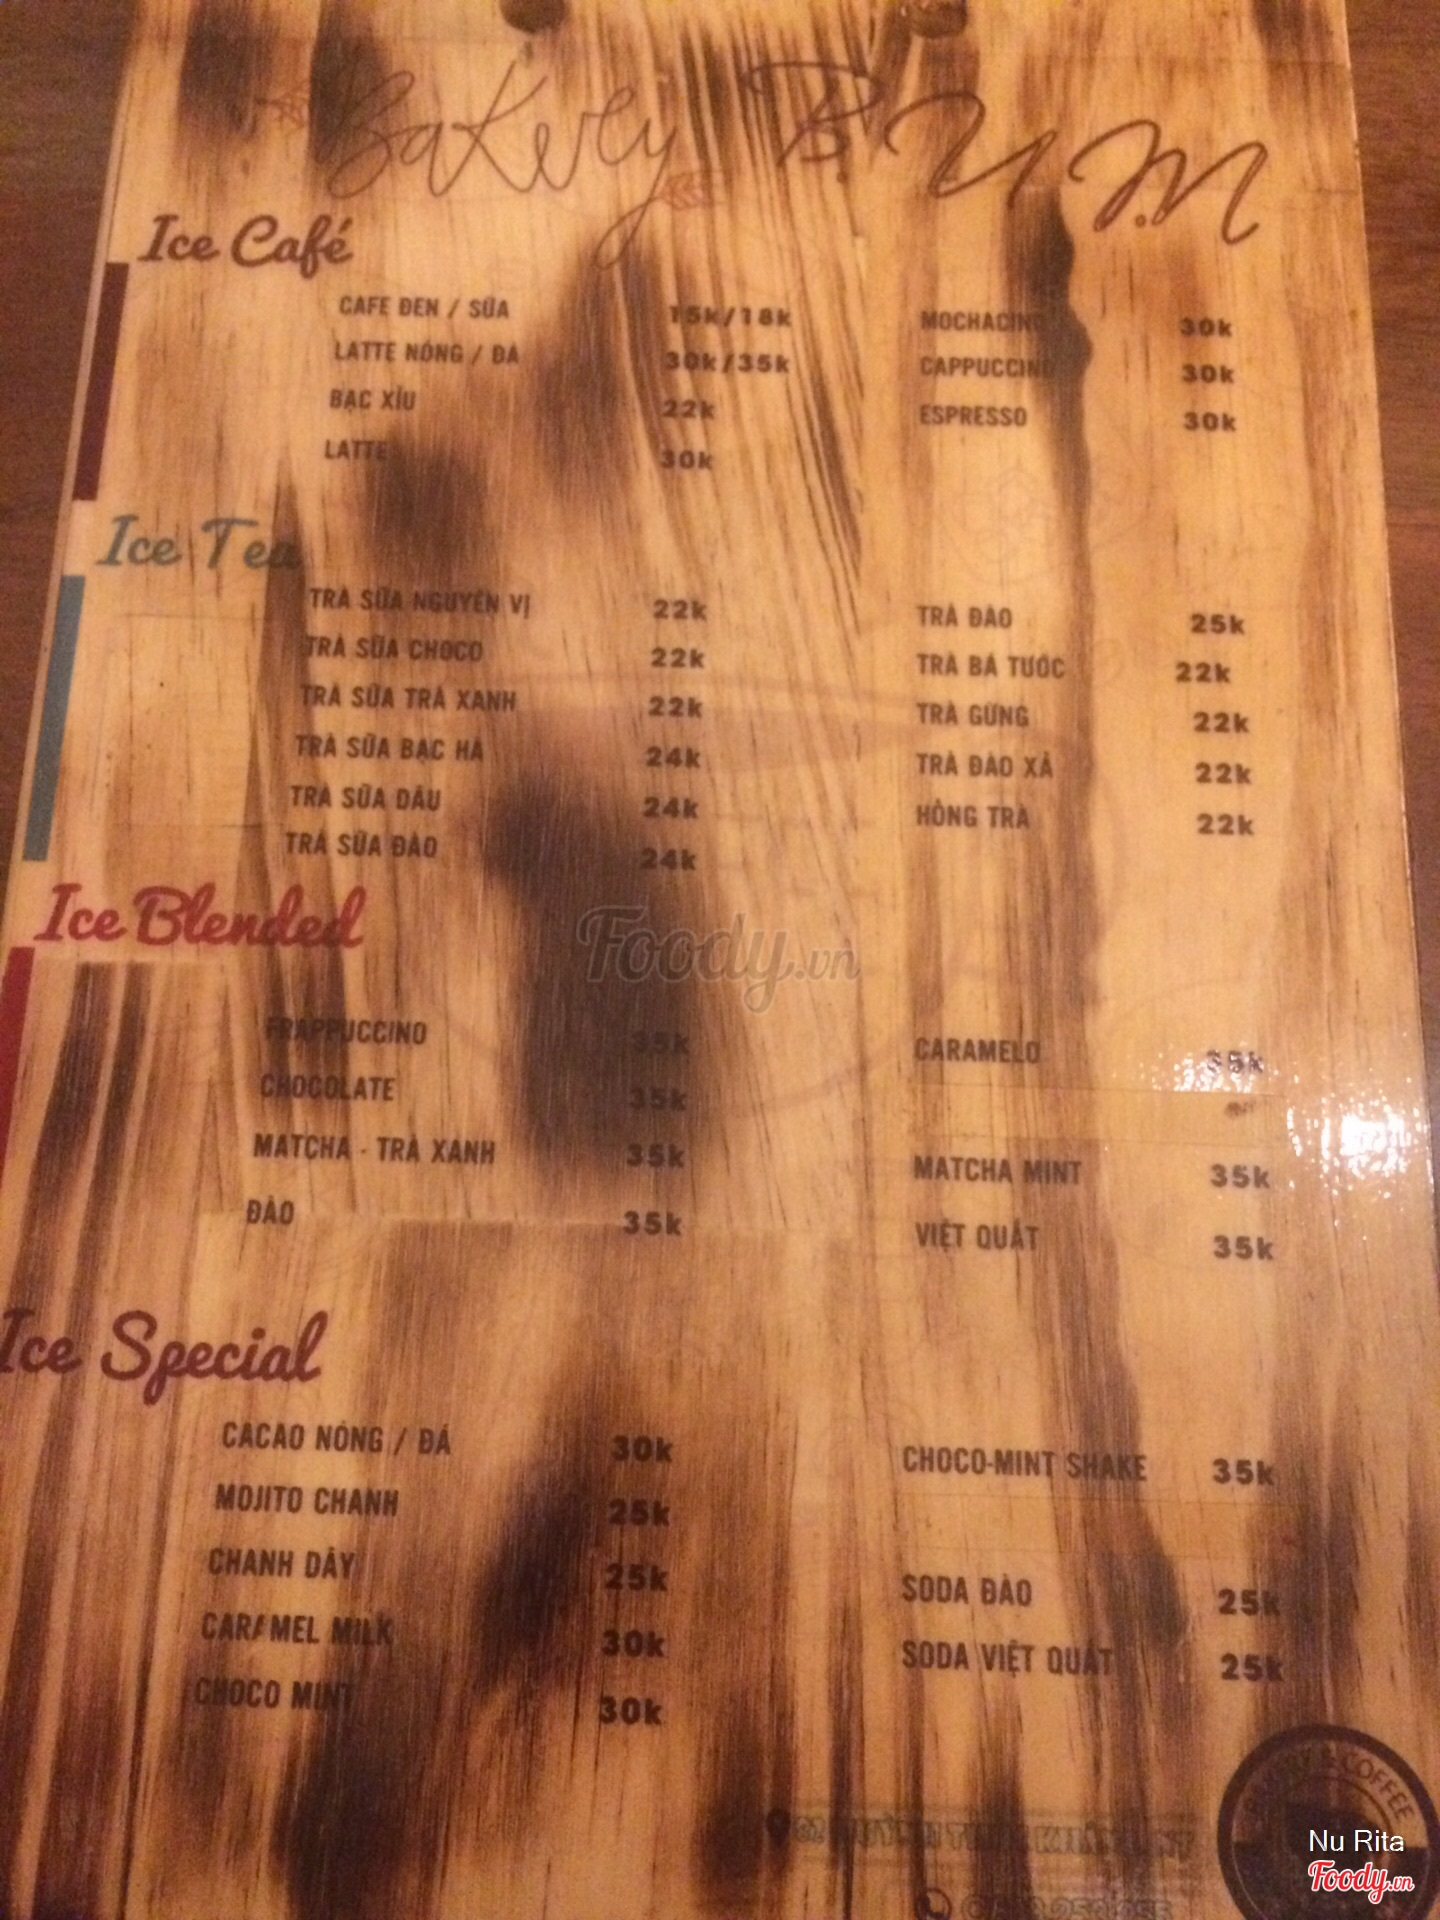 Bakery B.U.M
Ice Café
CAFE ĐEN / SỮA 15k/18k
LATTE NÓNG / ĐÁ 30k/35k
BẠC XỈU 22k
LATTE 30k
MOCHACINO 30k
CAPPUCCINO 30k
ESPRESSO 30k
Ice Tea
TRÀ SỮA NGUYÊN VỊ 22k
TRÀ SỮA CHOCO 22k
TRÀ SỮA TRÀ XANH 22k
TRÀ SỮA BẠC HÀ 24k
TRÀ SỮA DÂU 24k
TRÀ SỮA ĐÀO 24k
TRÀ ĐÀO 25k
TRÀ BÁ TƯỚC 22k
TRÀ GỪNG 22k
TRÀ ĐÀO XẢ 22k
HỒNG TRÀ 22k
Ice Blended
FRAPPUCCINO 35k
CHOCOLATE 35k
MATCHA - TRÀ XANH 35k
ĐÀO 35k
CARAMELO 35k
MATCHA MINT 35k
VIỆT QUẤT 35k
Foody.vn
Ice Special
CACAO NÓNG / ĐÁ 30k
MOJITO CHANH 25k
CHANH DÂY 25k
CARAMEL MILK 30k
CHOCO MINT 30k
CHOCO-MINT SHAKE 35k
SODA ĐÀO 25k
SODA VIỆT QUẤT 25k
& COFFEE
Nu Rita
Foody.vn